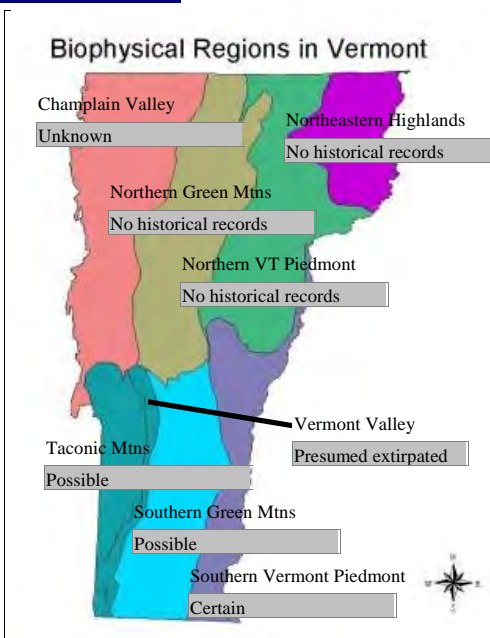 Biophysical Regions in Vermont
Champlain Valley
Unknown
Northeastern Highlands
No historical records
Northern Green Mtns
No historical records
Northern VT Piedmont
No historical records
Vermont Valley
Presumed extirpated
Taconic Mtns
Possible
Southern Green Mtns
Possible
Southern Vermont Piedmont
Certain